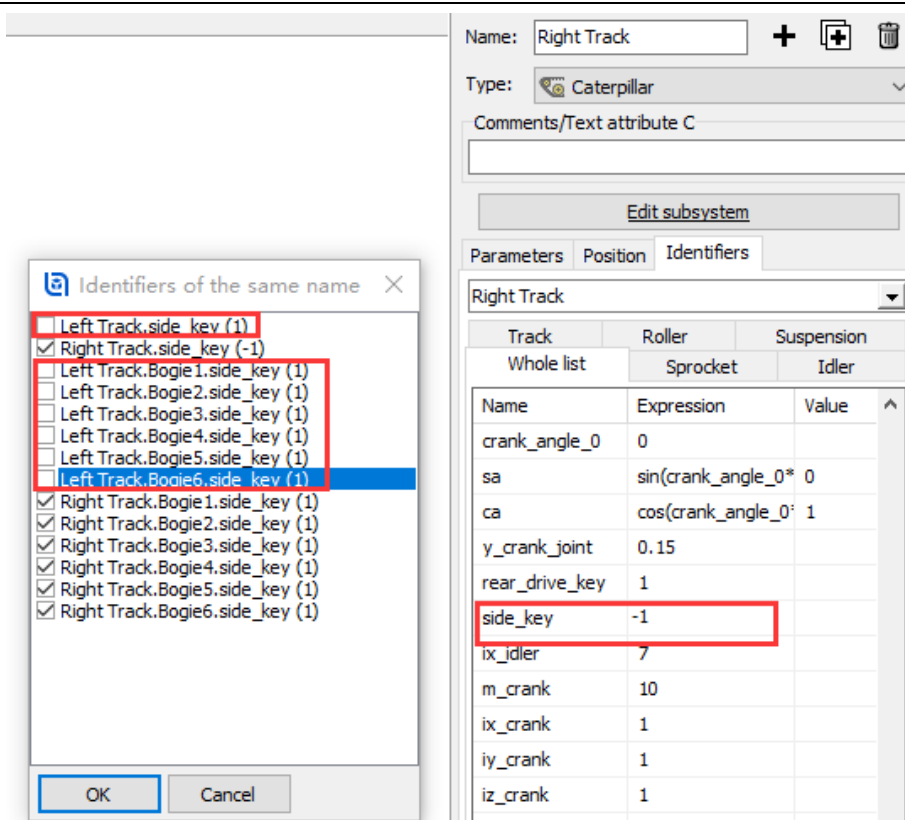 Name: Right Track
Type: Caterpillar
Comments/Text attribute C
Edit subsystem
Parameters Position Identifiers
Right Track
Track Roller Suspension
Whole list Sprocket Idler
Name Expression Value
crank_angle_0 0
sa sin(crank_angle_0* 0
ca cos(crank_angle_0* 1
y_crank_joint 0.15
rear_drive_key 1
side_key -1
ix_idler 7
m_crank 10
ix_crank 1
iy_crank 1
iz_crank 1
Identifiers of the same name
Left Track.side_key (1)
Right Track.side_key (-1)
Left Track.Bogie1.side_key (1)
Left Track.Bogie2.side_key (1)
Left Track.Bogie3.side_key (1)
Left Track.Bogie4.side_key (1)
Left Track.Bogie5.side_key (1)
Left Track.Bogie6.side_key (1)
Right Track.Bogie1.side_key (1)
Right Track.Bogie2.side_key (1)
Right Track.Bogie3.side_key (1)
Right Track.Bogie4.side_key (1)
Right Track.Bogie5.side_key (1)
Right Track.Bogie6.side_key (1)
OK Cancel